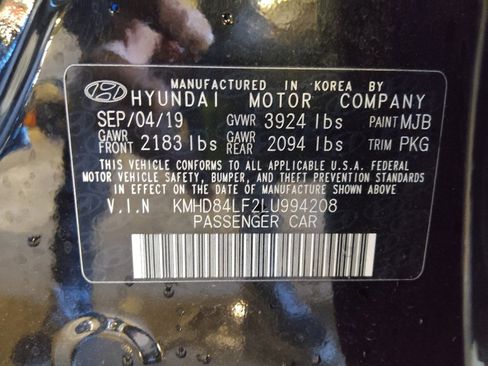 MANUFACTURED IN KOREA BY
HYUNDAI MOTOR COMPANY
SEP/04/19 GVWR 3924 lbs PAINT MJB
GAWR FRONT 2183 lbs GAWR REAR 2094 lbs TRIM PKG
THIS VEHICLE CONFORMS TO ALL APPLICABLE U.S.A. FEDERAL
MOTOR VEHICLE SAFETY, BUMPER, AND THEFT PREVENTION STANDARDS
IN EFFECT ON THE DATE OF MANUFACTURE SHOWN ABOVE
V.I.N KMHD84LF2LU994208
PASSENGER CAR